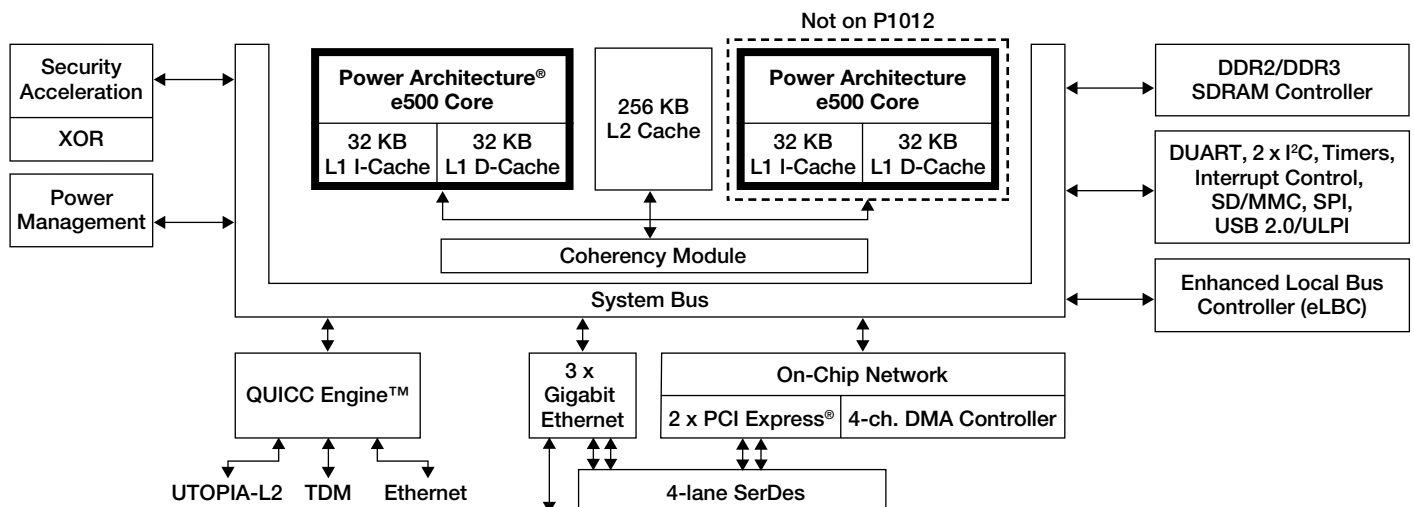 Not on P1012
Security
Acceleration
XOR
Power
Management
Power Architecture®
e500 Core
32 KB
L1 I-Cache
32 KB
L1 D-Cache
256 KB
L2 Cache
Power Architecture
e500 Core
32 KB
L1 I-Cache
32 KB
L1 D-Cache
Coherency Module
System Bus
DDR2/DDR3
SDRAM Controller
DUART, 2 x I²C, Timers,
Interrupt Control,
SD/MMC, SPI,
USB 2.0/ULPI
Enhanced Local Bus
Controller (eLBC)
QUICC Engine™
3 x
Gigabit
Ethernet
On-Chip Network
2 x PCI Express®
4-ch. DMA Controller
UTOPIA-L2
TDM
Ethernet
4-lane SerDes